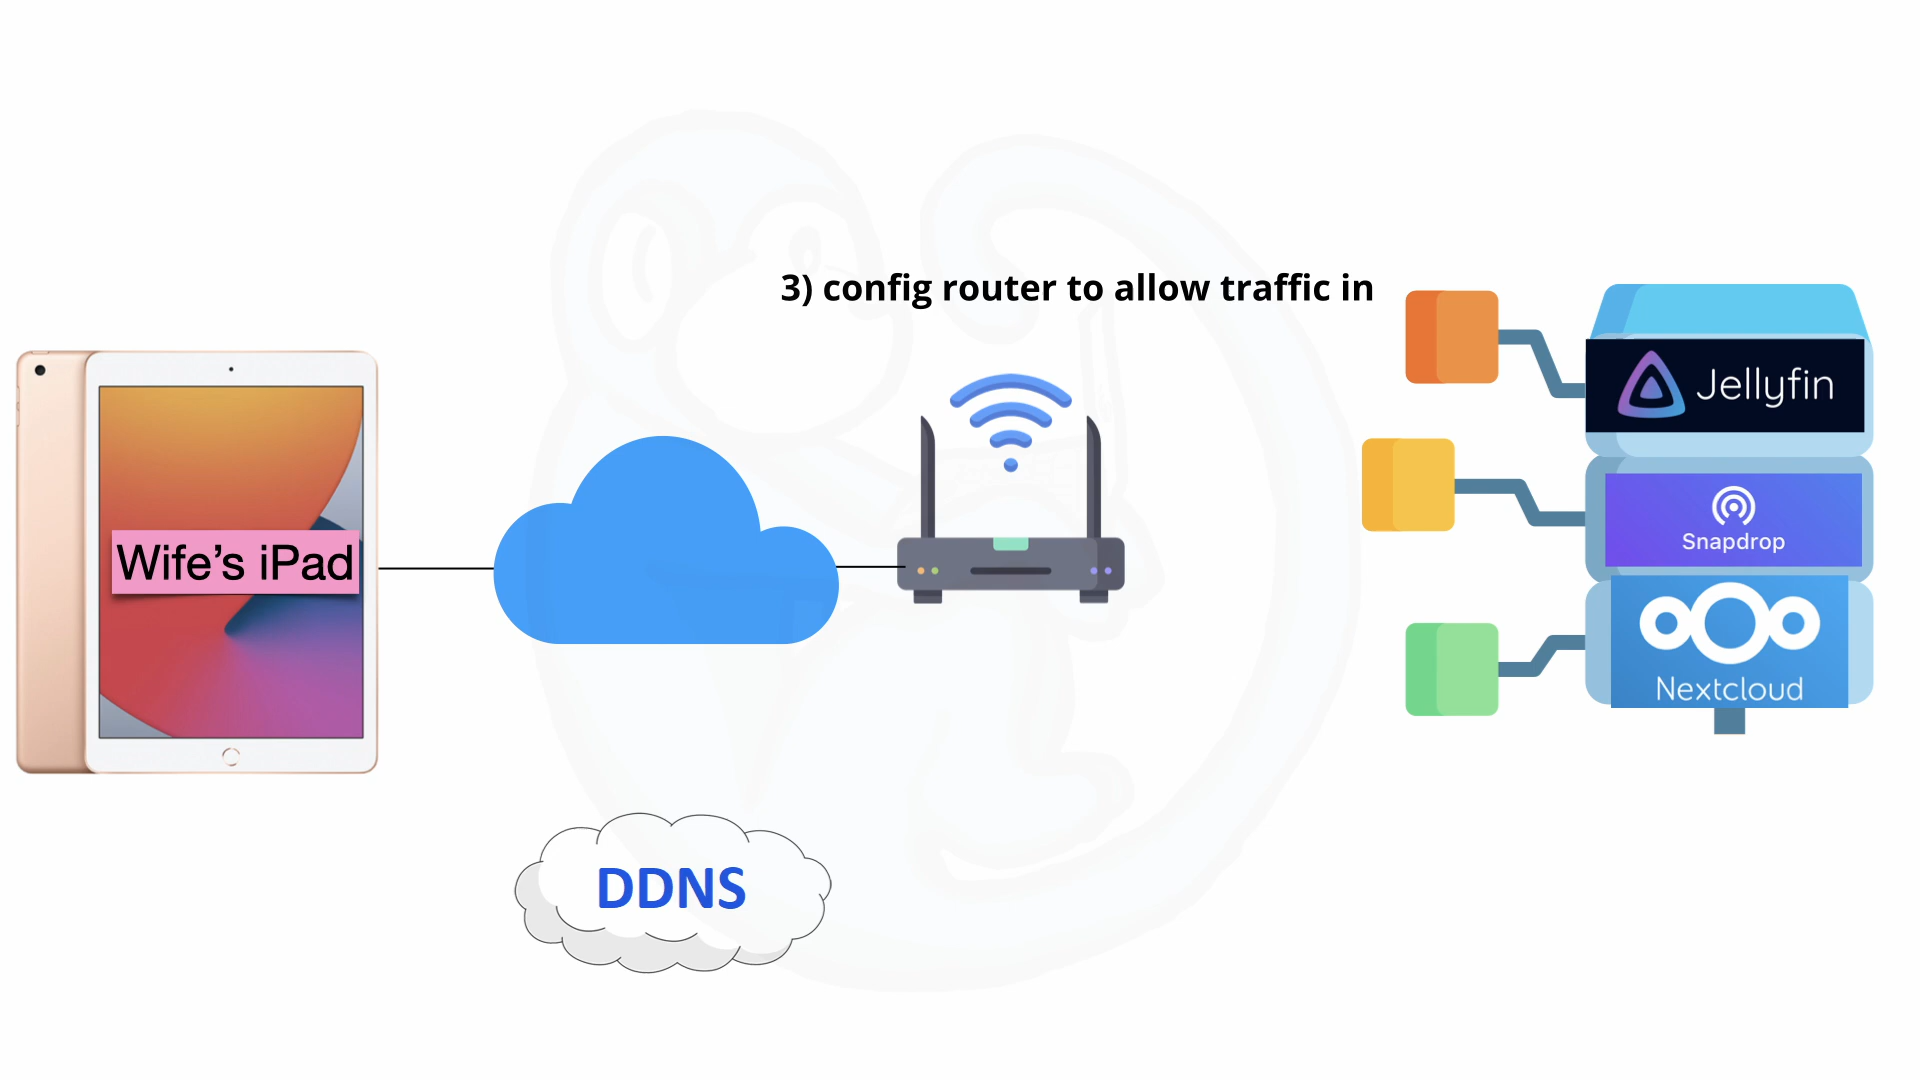 3) config router to allow traffic in
Jellyfin
Snapdrop
Wife's iPad
Nextcloud
DDNS